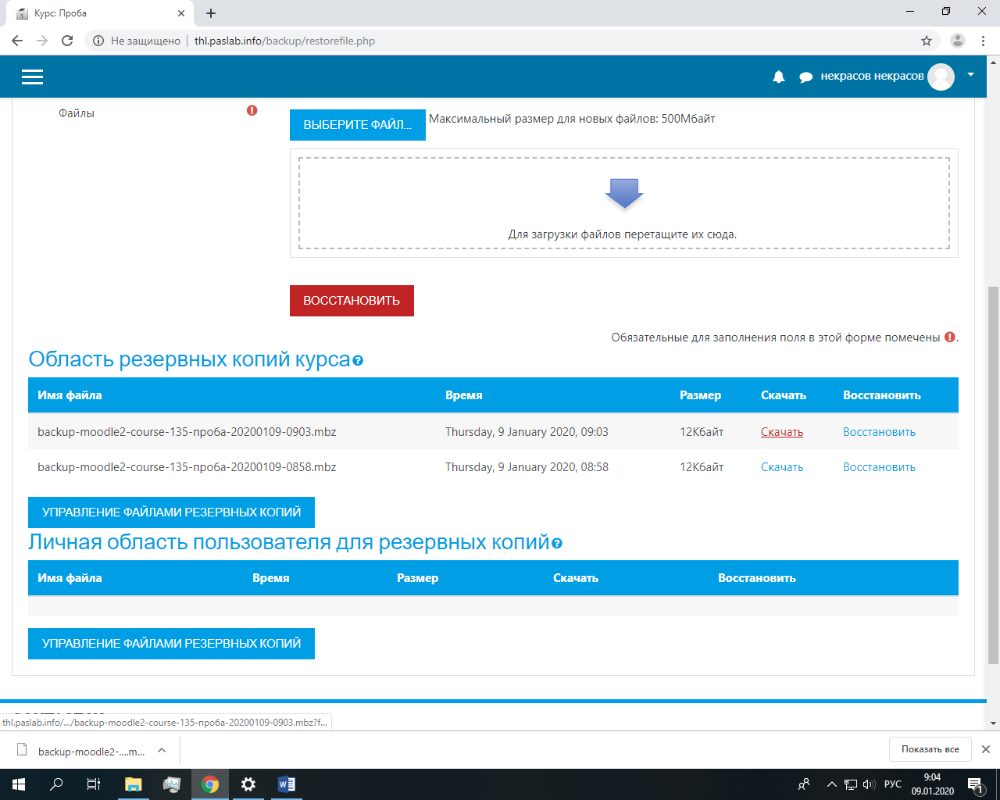 Курс: Проба
Не защищено thl.paslab.info/backup/restorefile.php
некрасов некрасов
Файлы
ВЫБЕРИТЕ ФАЙЛ... Максимальный размер для новых файлов: 500Мбайт
Для загрузки файлов перетащите их сюда.
ВОССТАНОВИТЬ
Обязательные для заполнения поля в этой форме помечены .
Область резервных копий курса
Имя файла Время Размер Скачать Восстановить
backup-moodle2-course-135-проба-20200109-0903.mbz Thursday, 9 January 2020, 09:03 12Кбайт Скачать Восстановить
backup-moodle2-course-135-проба-20200109-0858.mbz Thursday, 9 January 2020, 08:58 12Кбайт Скачать Восстановить
УПРАВЛЕНИЕ ФАЙЛАМИ РЕЗЕРВНЫХ КОПИЙ
Личная область пользователя для резервных копий
Имя файла Время Размер Скачать Восстановить
УПРАВЛЕНИЕ ФАЙЛАМИ РЕЗЕРВНЫХ КОПИЙ
thl.paslab.info/.../backup-moodle2-course-135-проба-20200109-0903.mbz?f...
backup-moodle2-....m... Показать все
РУС 9:04
09.01.2020 1